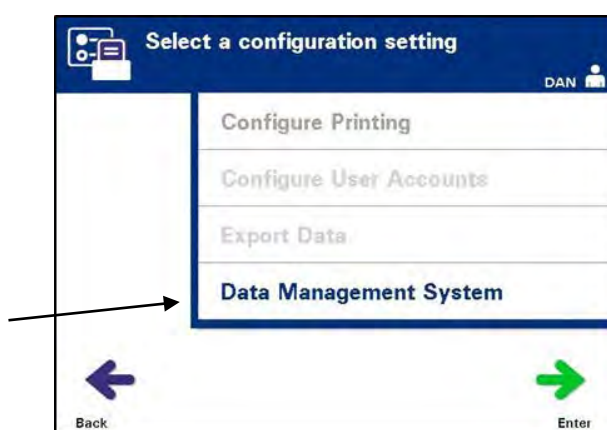 Select a configuration setting
DAN
Configure Printing
Configure User Accounts
Export Data
Data Management System
Back
Enter